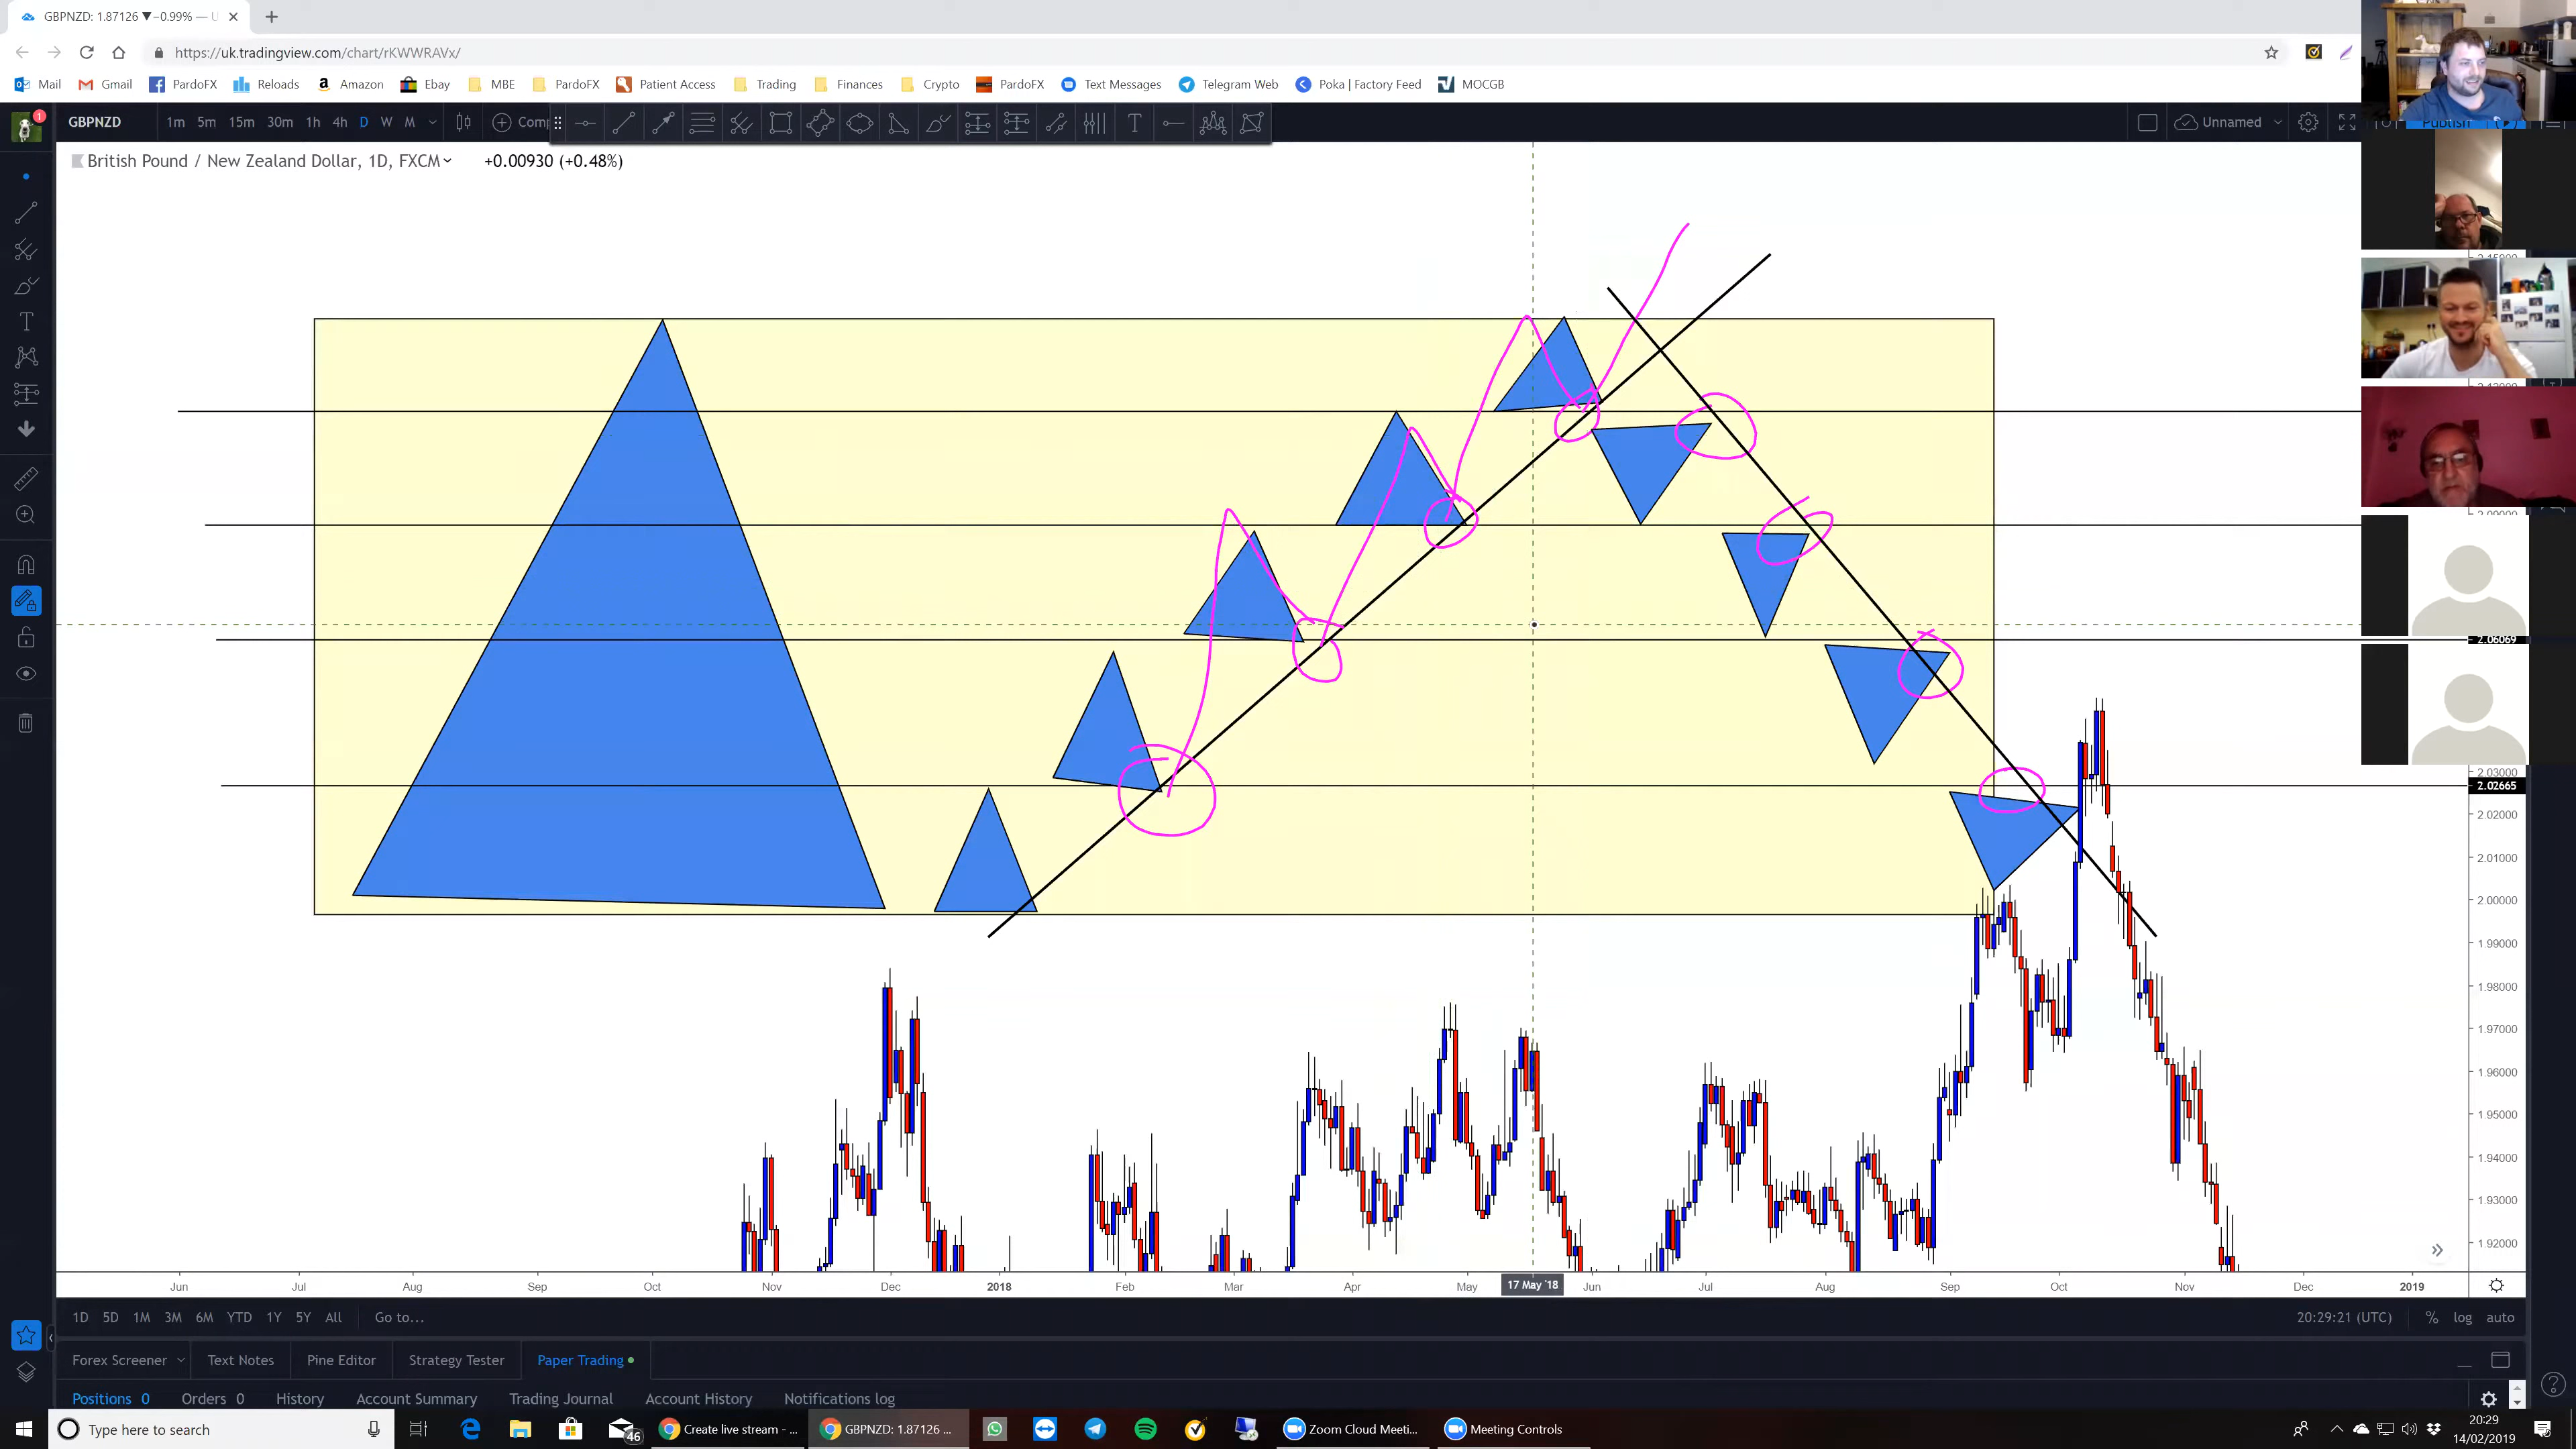 GBPNZD: 1.87126 ▼−0.99% — U
https://uk.tradingview.com/chart/rKWWRAVx/
Mail Gmail PardoFX Reloads Amazon Ebay MBE PardoFX Patient Access Trading Finances Crypto PardoFX Text Messages Telegram Web Poka | Factory Feed MOCGB
1
GBPNZD 1m 5m 15m 30m 1h 4h D W M Comp Unnamed Publish
British Pound / New Zealand Dollar, 1D, FXCM +0.00930 (+0.48%)
2.09000
2.06069
2.03000
2.02665
2.02000
2.01000
2.00000
1.99000
1.98000
1.97000
1.96000
1.95000
1.94000
1.93000
1.92000
Jun Jul Aug Sep Oct Nov Dec 2018 Feb Mar Apr May 17 May '18 Jun Jul Aug Sep Oct Nov Dec 2019
1D 5D 1M 3M 6M YTD 1Y 5Y All Go to... 20:29:21 (UTC) % log auto
Forex Screener Text Notes Pine Editor Strategy Tester Paper Trading
Positions 0 Orders 0 History Account Summary Trading Journal Account History Notifications log
Type here to search 46 Create live stream - ... GBPNZD: 1.87126 ... Zoom Cloud Meeti... Meeting Controls 20:29
14/02/2019